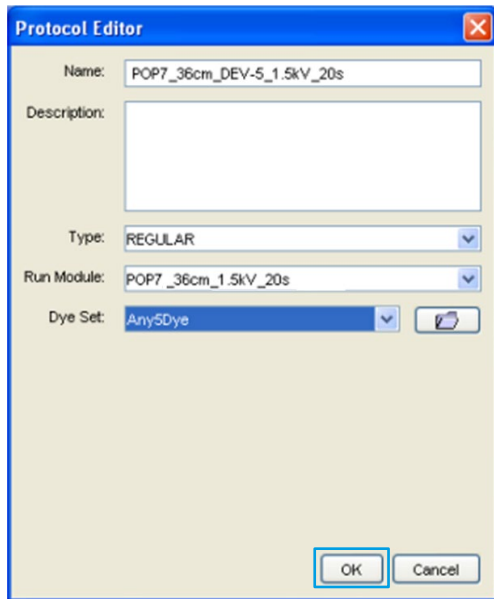 Protocol Editor
Name: POP7_36cm_DEV-5_1.5kV_20s
Description:
Type: REGULAR
Run Module: POP7 _36cm_1.5kV_20s
Dye Set: Any5Dye
OK Cancel